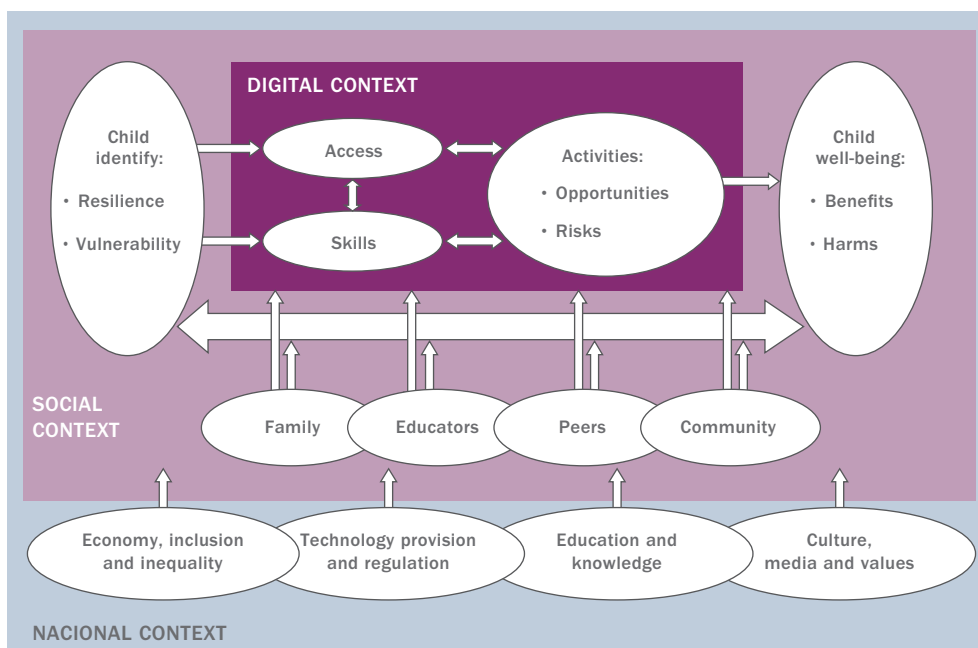 DIGITAL CONTEXT
Child
identify:
• Resilience
• Vulnerability
Access
Skills
Activities:
• Opportunities
• Risks
Child
well-being:
• Benefits
• Harms
SOCIAL
CONTEXT
Family
Educators
Peers
Community
Economy, inclusion
and inequality
Technology provision
and regulation
Education and
knowledge
Culture,
media and values
NACIONAL CONTEXT